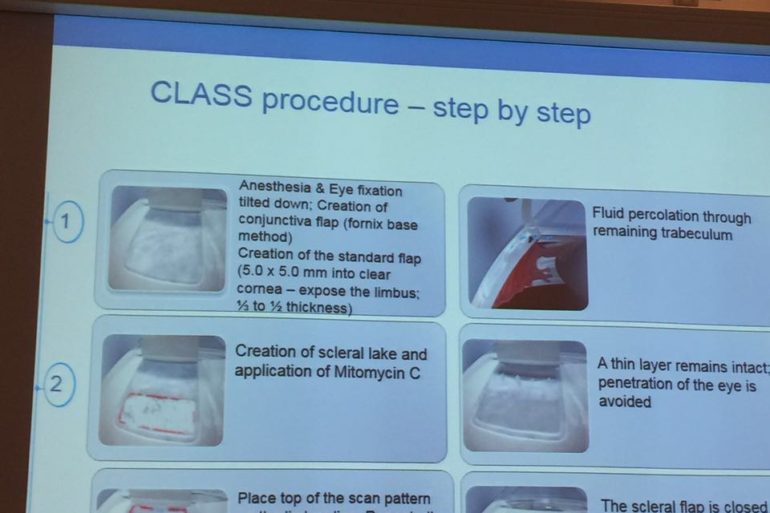 CLASS procedure – step by step
1
Anesthesia & Eye fixation
tilted down; Creation of
conjunctiva flap (fornix base
method)
Creation of the standard flap
(5.0 x 5.0 mm into clear
cornea – expose the limbus;
⅓ to ½ thickness)
Fluid percolation through
remaining trabeculum
2
Creation of scleral lake and
application of Mitomycin C
A thin layer remains intact;
penetration of the eye is
avoided
Place top of the scan pattern
The scleral flap is closed